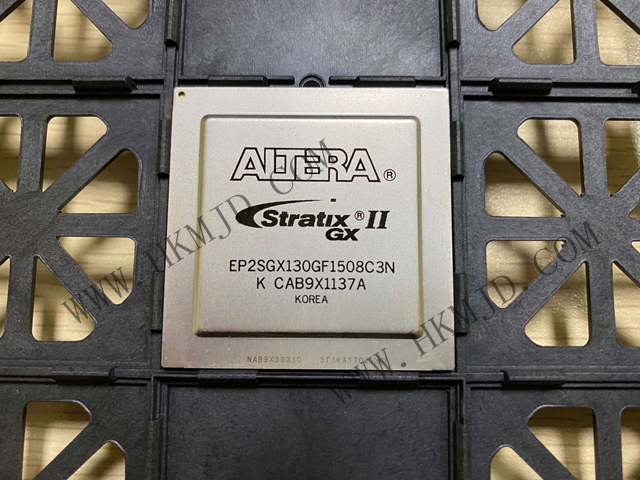 ALTERA®
Stratix® II
GX
EP2SGX130GF1508C3N
K CAB9X1137A
KOREA
WWW.HKMJD.COM
WWW.HKMJD.COM